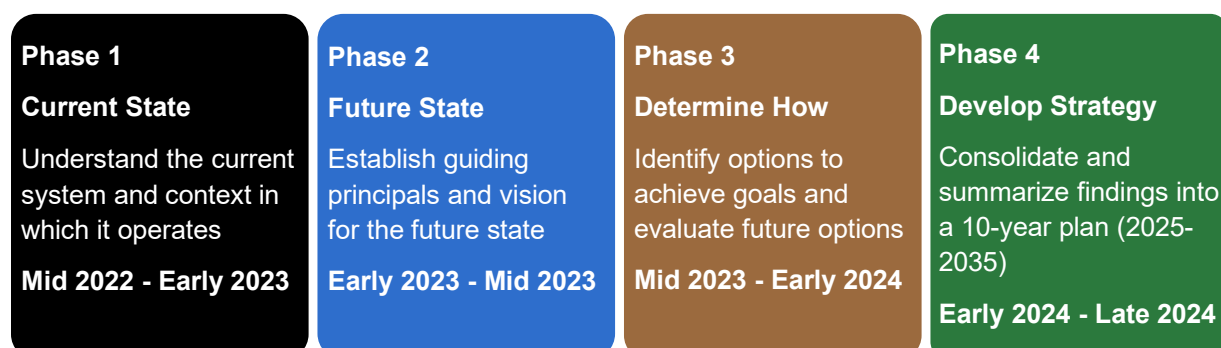 Phase 1
Current State
Understand the current
system and context in
which it operates
Mid 2022 - Early 2023
Phase 2
Future State
Establish guiding
principals and vision
for the future state
Early 2023 - Mid 2023
Phase 3
Determine How
Identify options to
achieve goals and
evaluate future options
Mid 2023 - Early 2024
Phase 4
Develop Strategy
Consolidate and
summarize findings into
a 10-year plan (2025-
2035)
Early 2024 - Late 2024